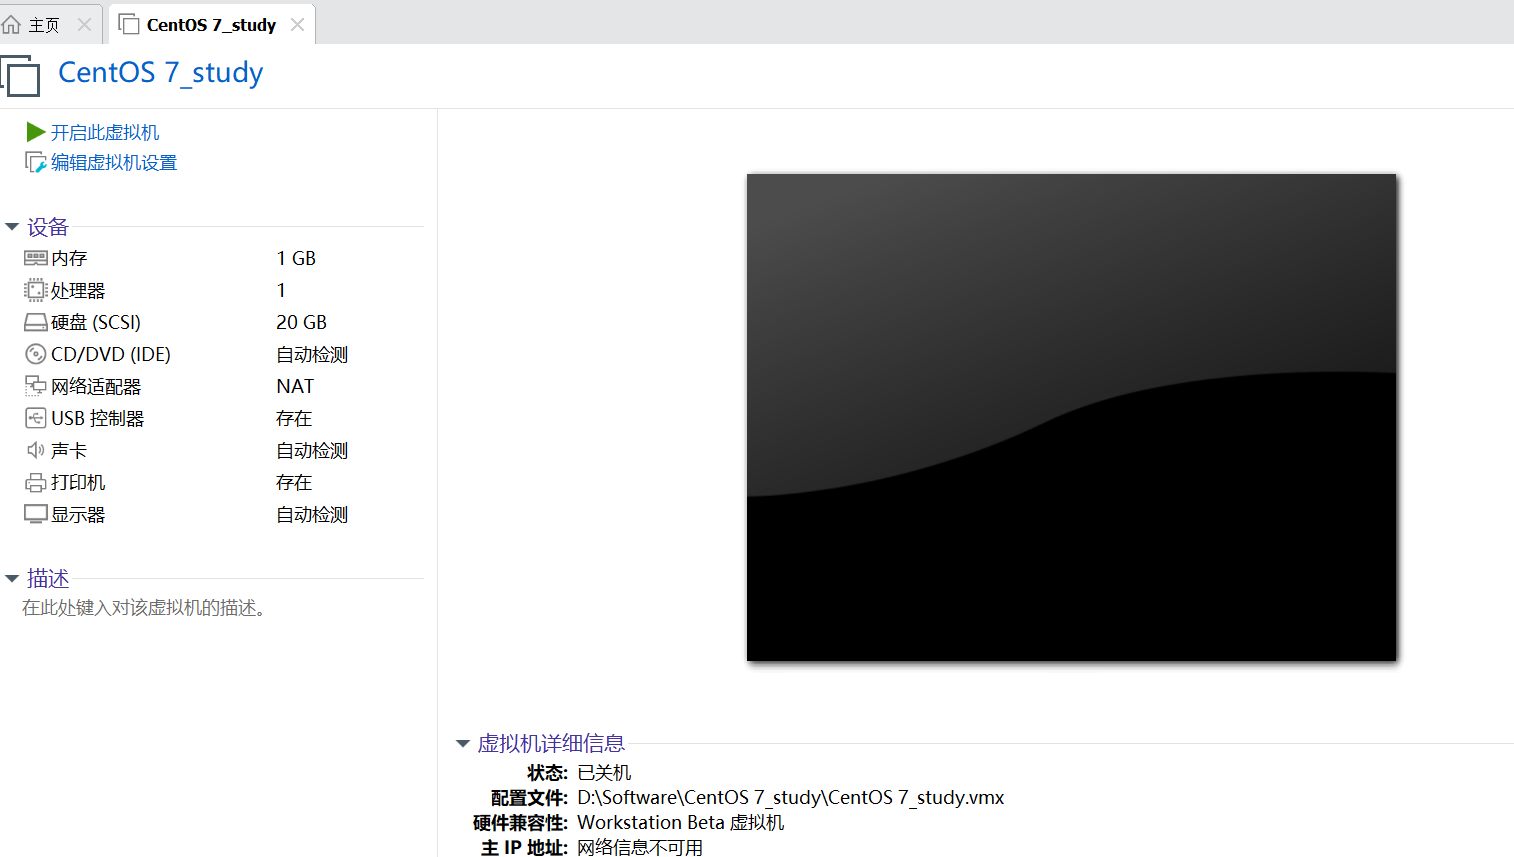 主页
CentOS 7_study
CentOS 7_study
开启此虚拟机
编辑虚拟机设置
设备
内存 1 GB
处理器 1
硬盘 (SCSI) 20 GB
CD/DVD (IDE) 自动检测
网络适配器 NAT
USB 控制器 存在
声卡 自动检测
打印机 存在
显示器 自动检测
描述
在此处键入对该虚拟机的描述。
虚拟机详细信息
状态: 已关机
配置文件: D:\Software\CentOS 7_study\CentOS 7_study.vmx
硬件兼容性: Workstation Beta 虚拟机
主 IP 地址: 网络信息不可用